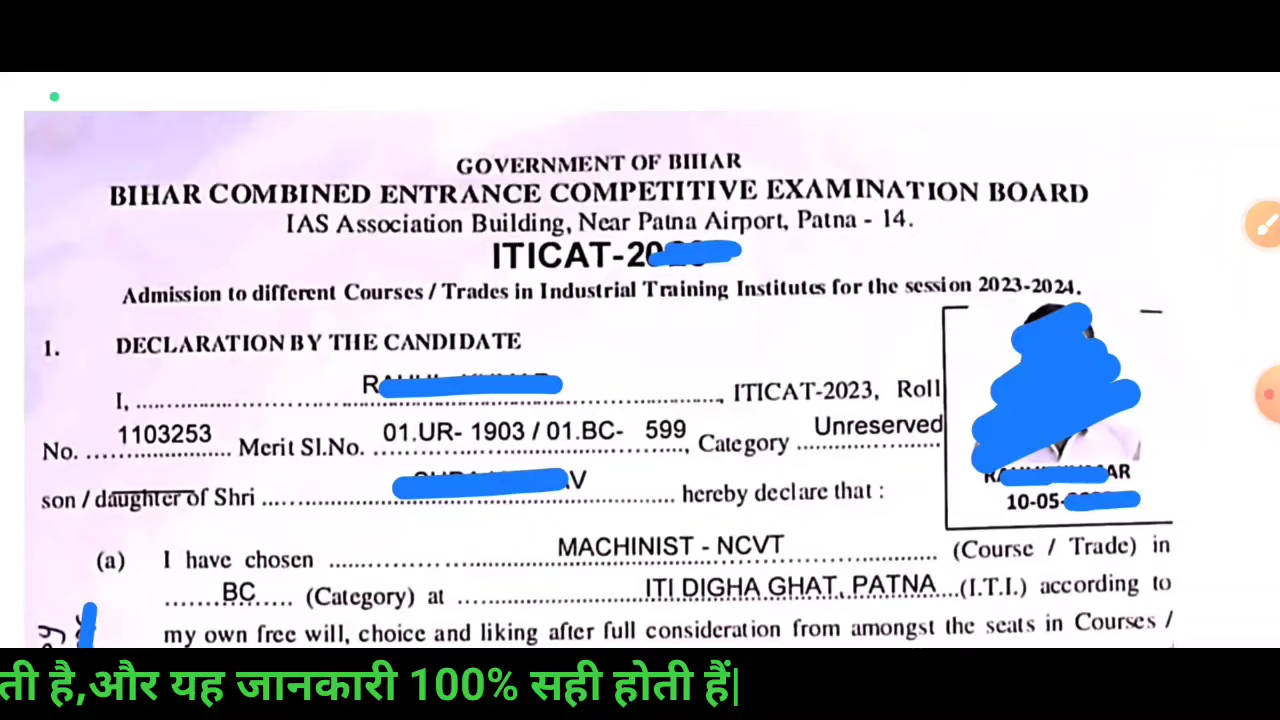 GOVERNMENT OF BIHAR
BIHAR COMBINED ENTRANCE COMPETITIVE EXAMINATION BOARD
IAS Association Building, Near Patna Airport, Patna - 14.
ITICAT-20
Admission to different Courses / Trades in Industrial Training Institutes for the session 2023-2024.
1. DECLARATION BY THE CANDIDATE
I, ............ R ............, ITICAT-2023, Roll
No. 1103253 Merit Sl.No. 01.UR- 1903 / 01.BC- 599, Category Unreserved
son / daughter of Shri ............ V ............ hereby declare that :
AR
10-05-
(a) I have chosen MACHINIST - NCVT (Course / Trade) in
BC (Category) at ITI DIGHA GHAT, PATNA (I.T.I.) according to
my own free will, choice and liking after full consideration from amongst the seats in Courses /
ती है,और यह जानकारी 100% सही होती हैं|